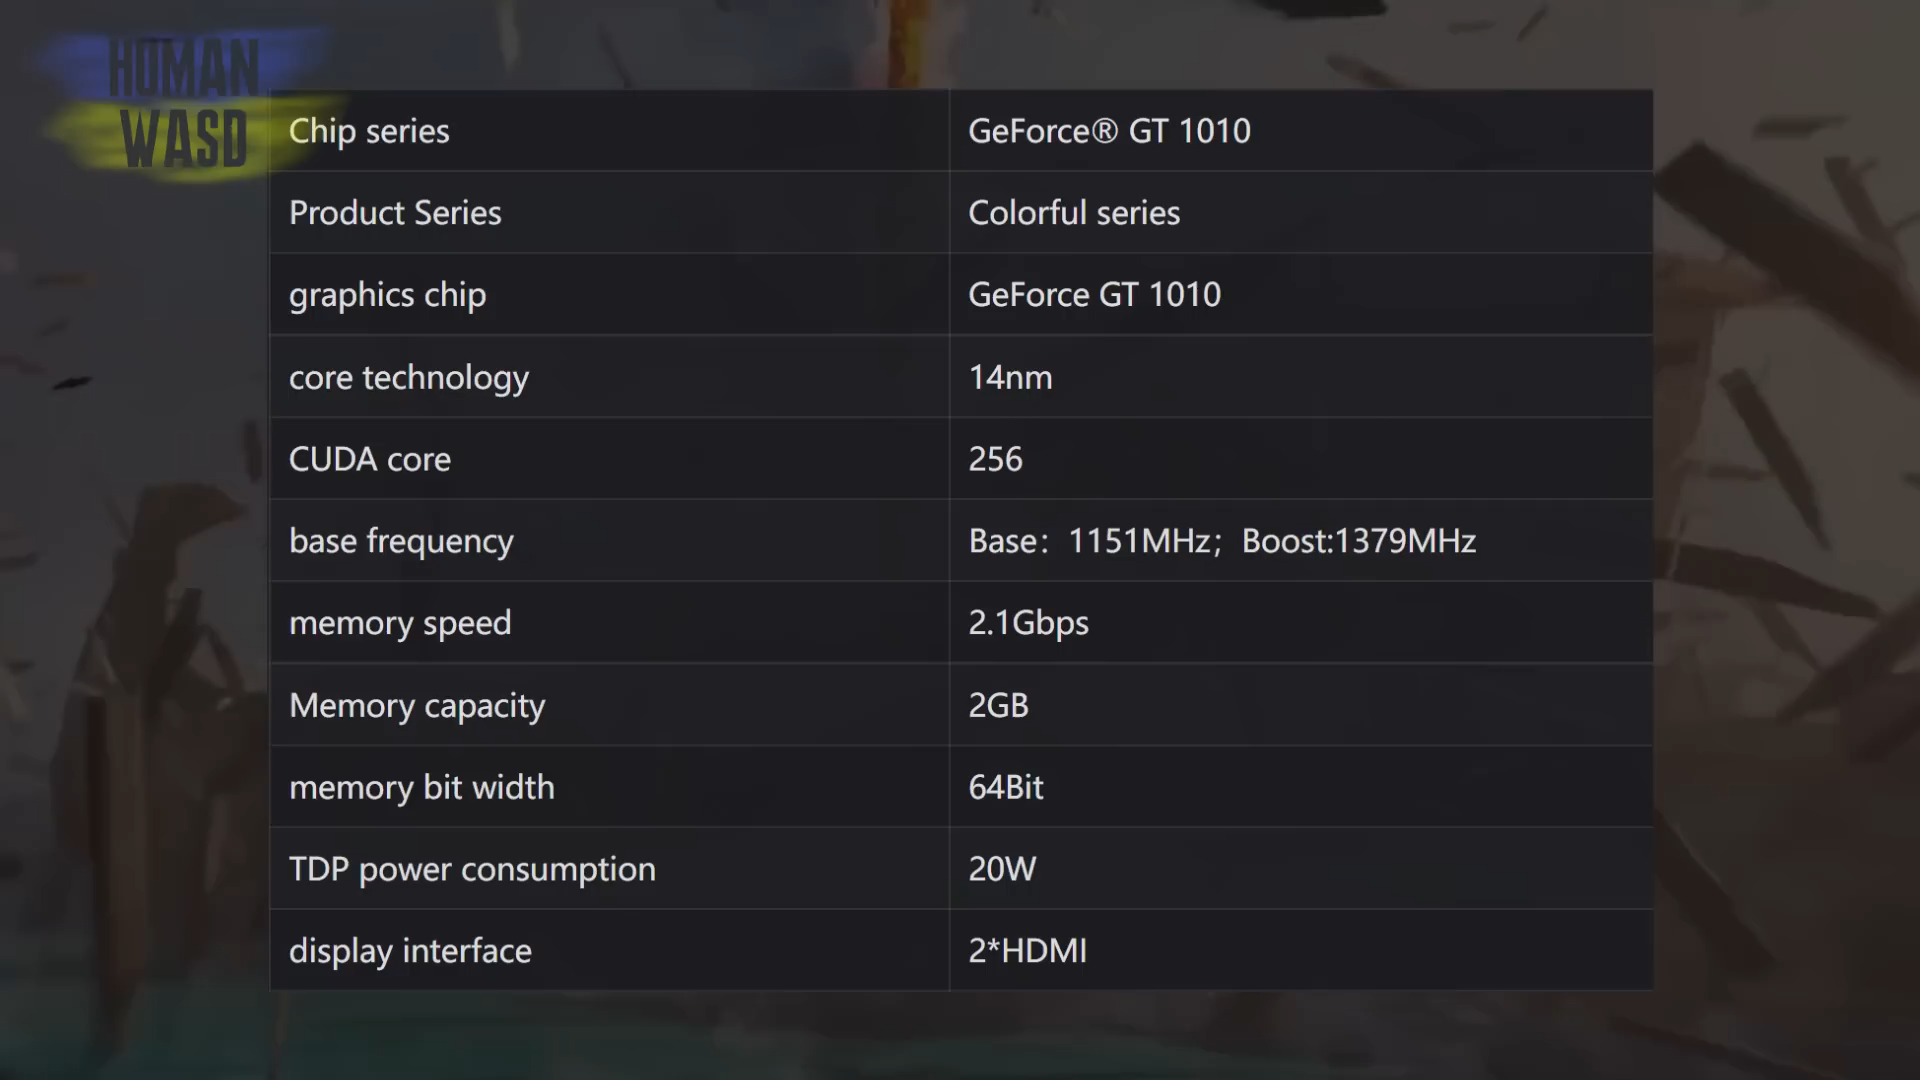 HUMAN
WASD
Chip series GeForce® GT 1010
Product Series Colorful series
graphics chip GeForce GT 1010
core technology 14nm
CUDA core 256
base frequency Base：1151MHz；Boost:1379MHz
memory speed 2.1Gbps
Memory capacity 2GB
memory bit width 64Bit
TDP power consumption 20W
display interface 2*HDMI